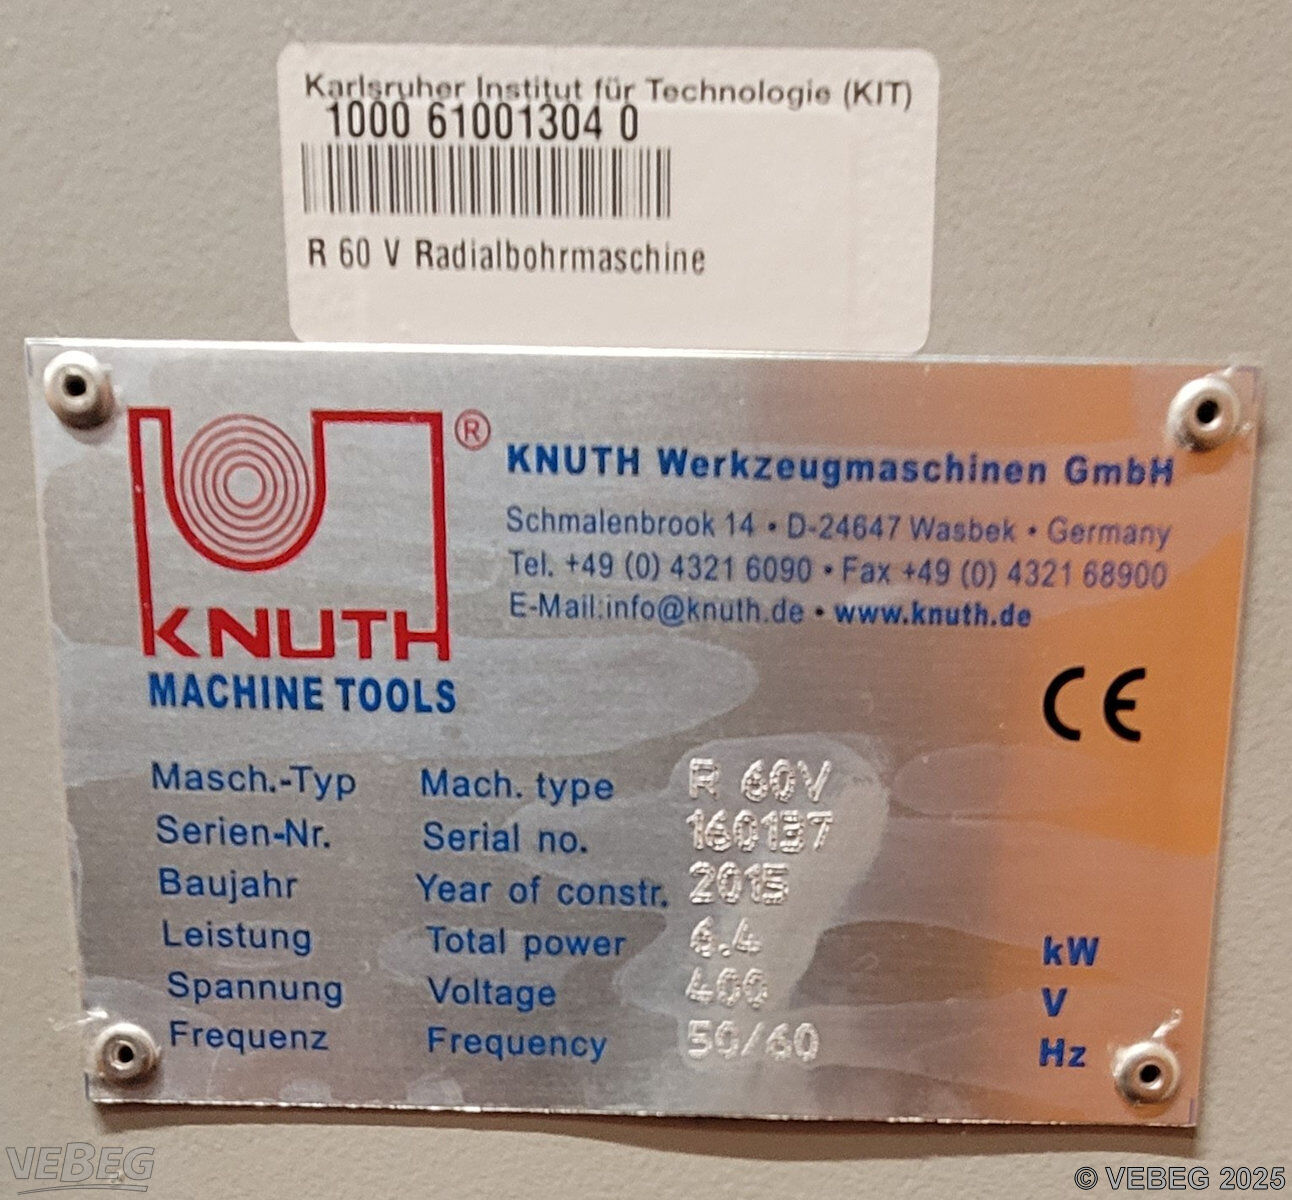 Karlsruher Institut für Technologie (KIT)
1000 61001304 0
R 60 V Radialbohrmaschine
KNUTH
MACHINE TOOLS
®
KNUTH Werkzeugmaschinen GmbH
Schmalenbrook 14 • D-24647 Wasbek • Germany
Tel. +49 (0) 4321 6090 • Fax +49 (0) 4321 68900
E-Mail:info@knuth.de • www.knuth.de
CE
Masch.-Typ Mach. type R 60V
Serien-Nr. Serial no. 160137
Baujahr Year of constr. 2015
Leistung Total power 6.4 kW
Spannung Voltage 400 V
Frequenz Frequency 50/60 Hz
VEBEG
© VEBEG 2025